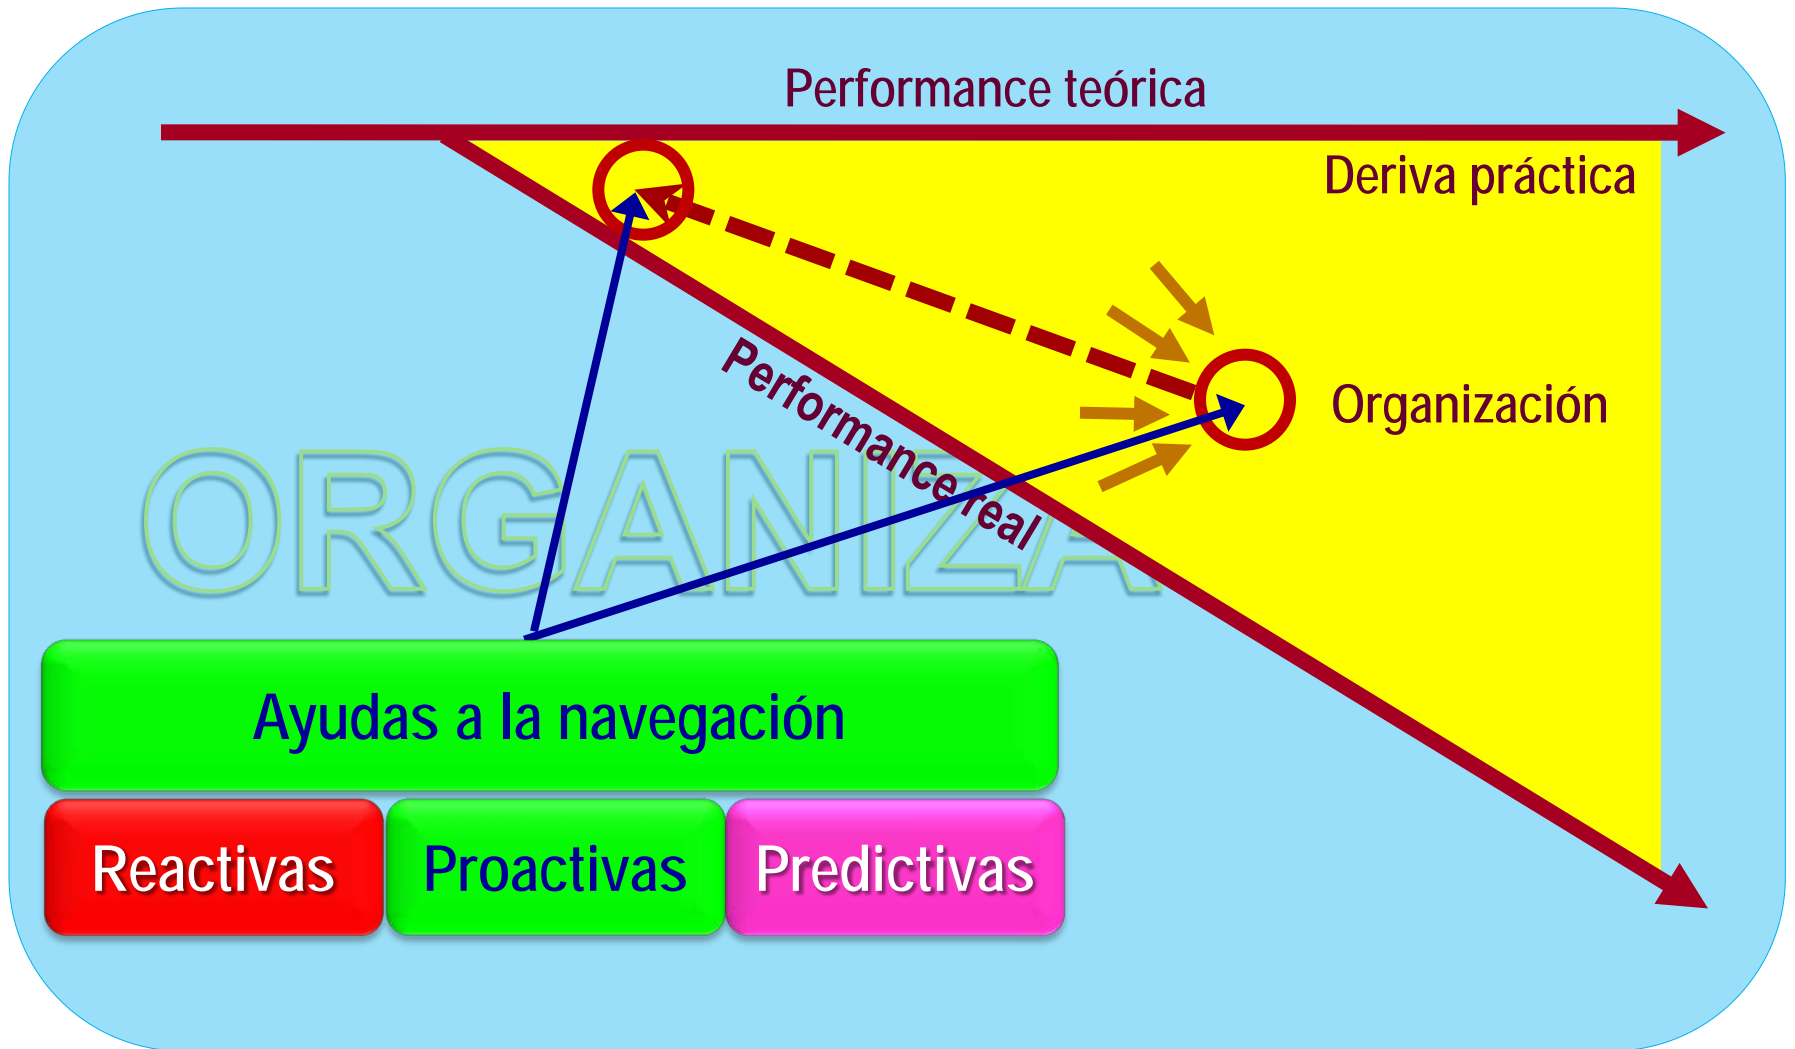 Performance teórica
Deriva práctica
Organización
Performance real
ORGANIZA
Ayudas a la navegación
Reactivas
Proactivas
Predictivas